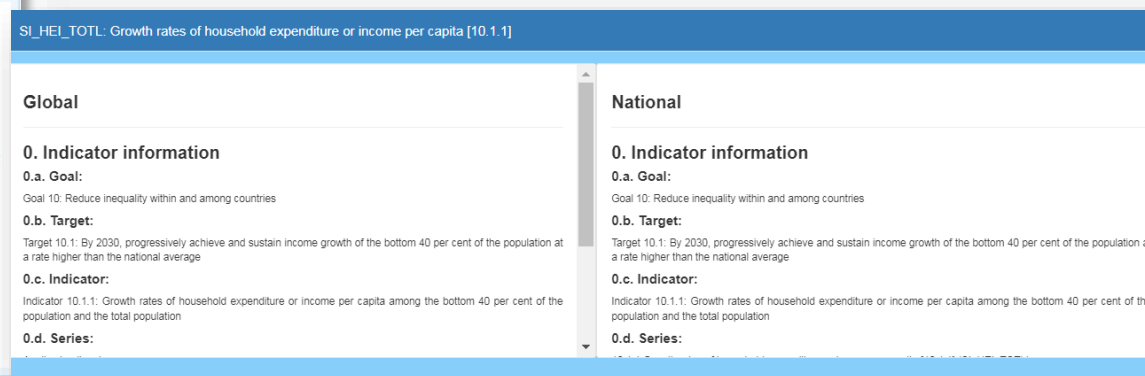 SI_HEI_TOTL: Growth rates of household expenditure or income per capita [10.1.1]
Global
0. Indicator information
0.a. Goal:
Goal 10: Reduce inequality within and among countries
0.b. Target:
Target 10.1: By 2030, progressively achieve and sustain income growth of the bottom 40 per cent of the population at
a rate higher than the national average
0.c. Indicator:
Indicator 10.1.1: Growth rates of household expenditure or income per capita among the bottom 40 per cent of the
population and the total population
0.d. Series:
National
0. Indicator information
0.a. Goal:
Goal 10: Reduce inequality within and among countries
0.b. Target:
Target 10.1: By 2030, progressively achieve and sustain income growth of the bottom 40 per cent of the population
a rate higher than the national average
0.c. Indicator:
Indicator 10.1.1: Growth rates of household expenditure or income per capita among the bottom 40 per cent of
population and the total population
0.d. Series: